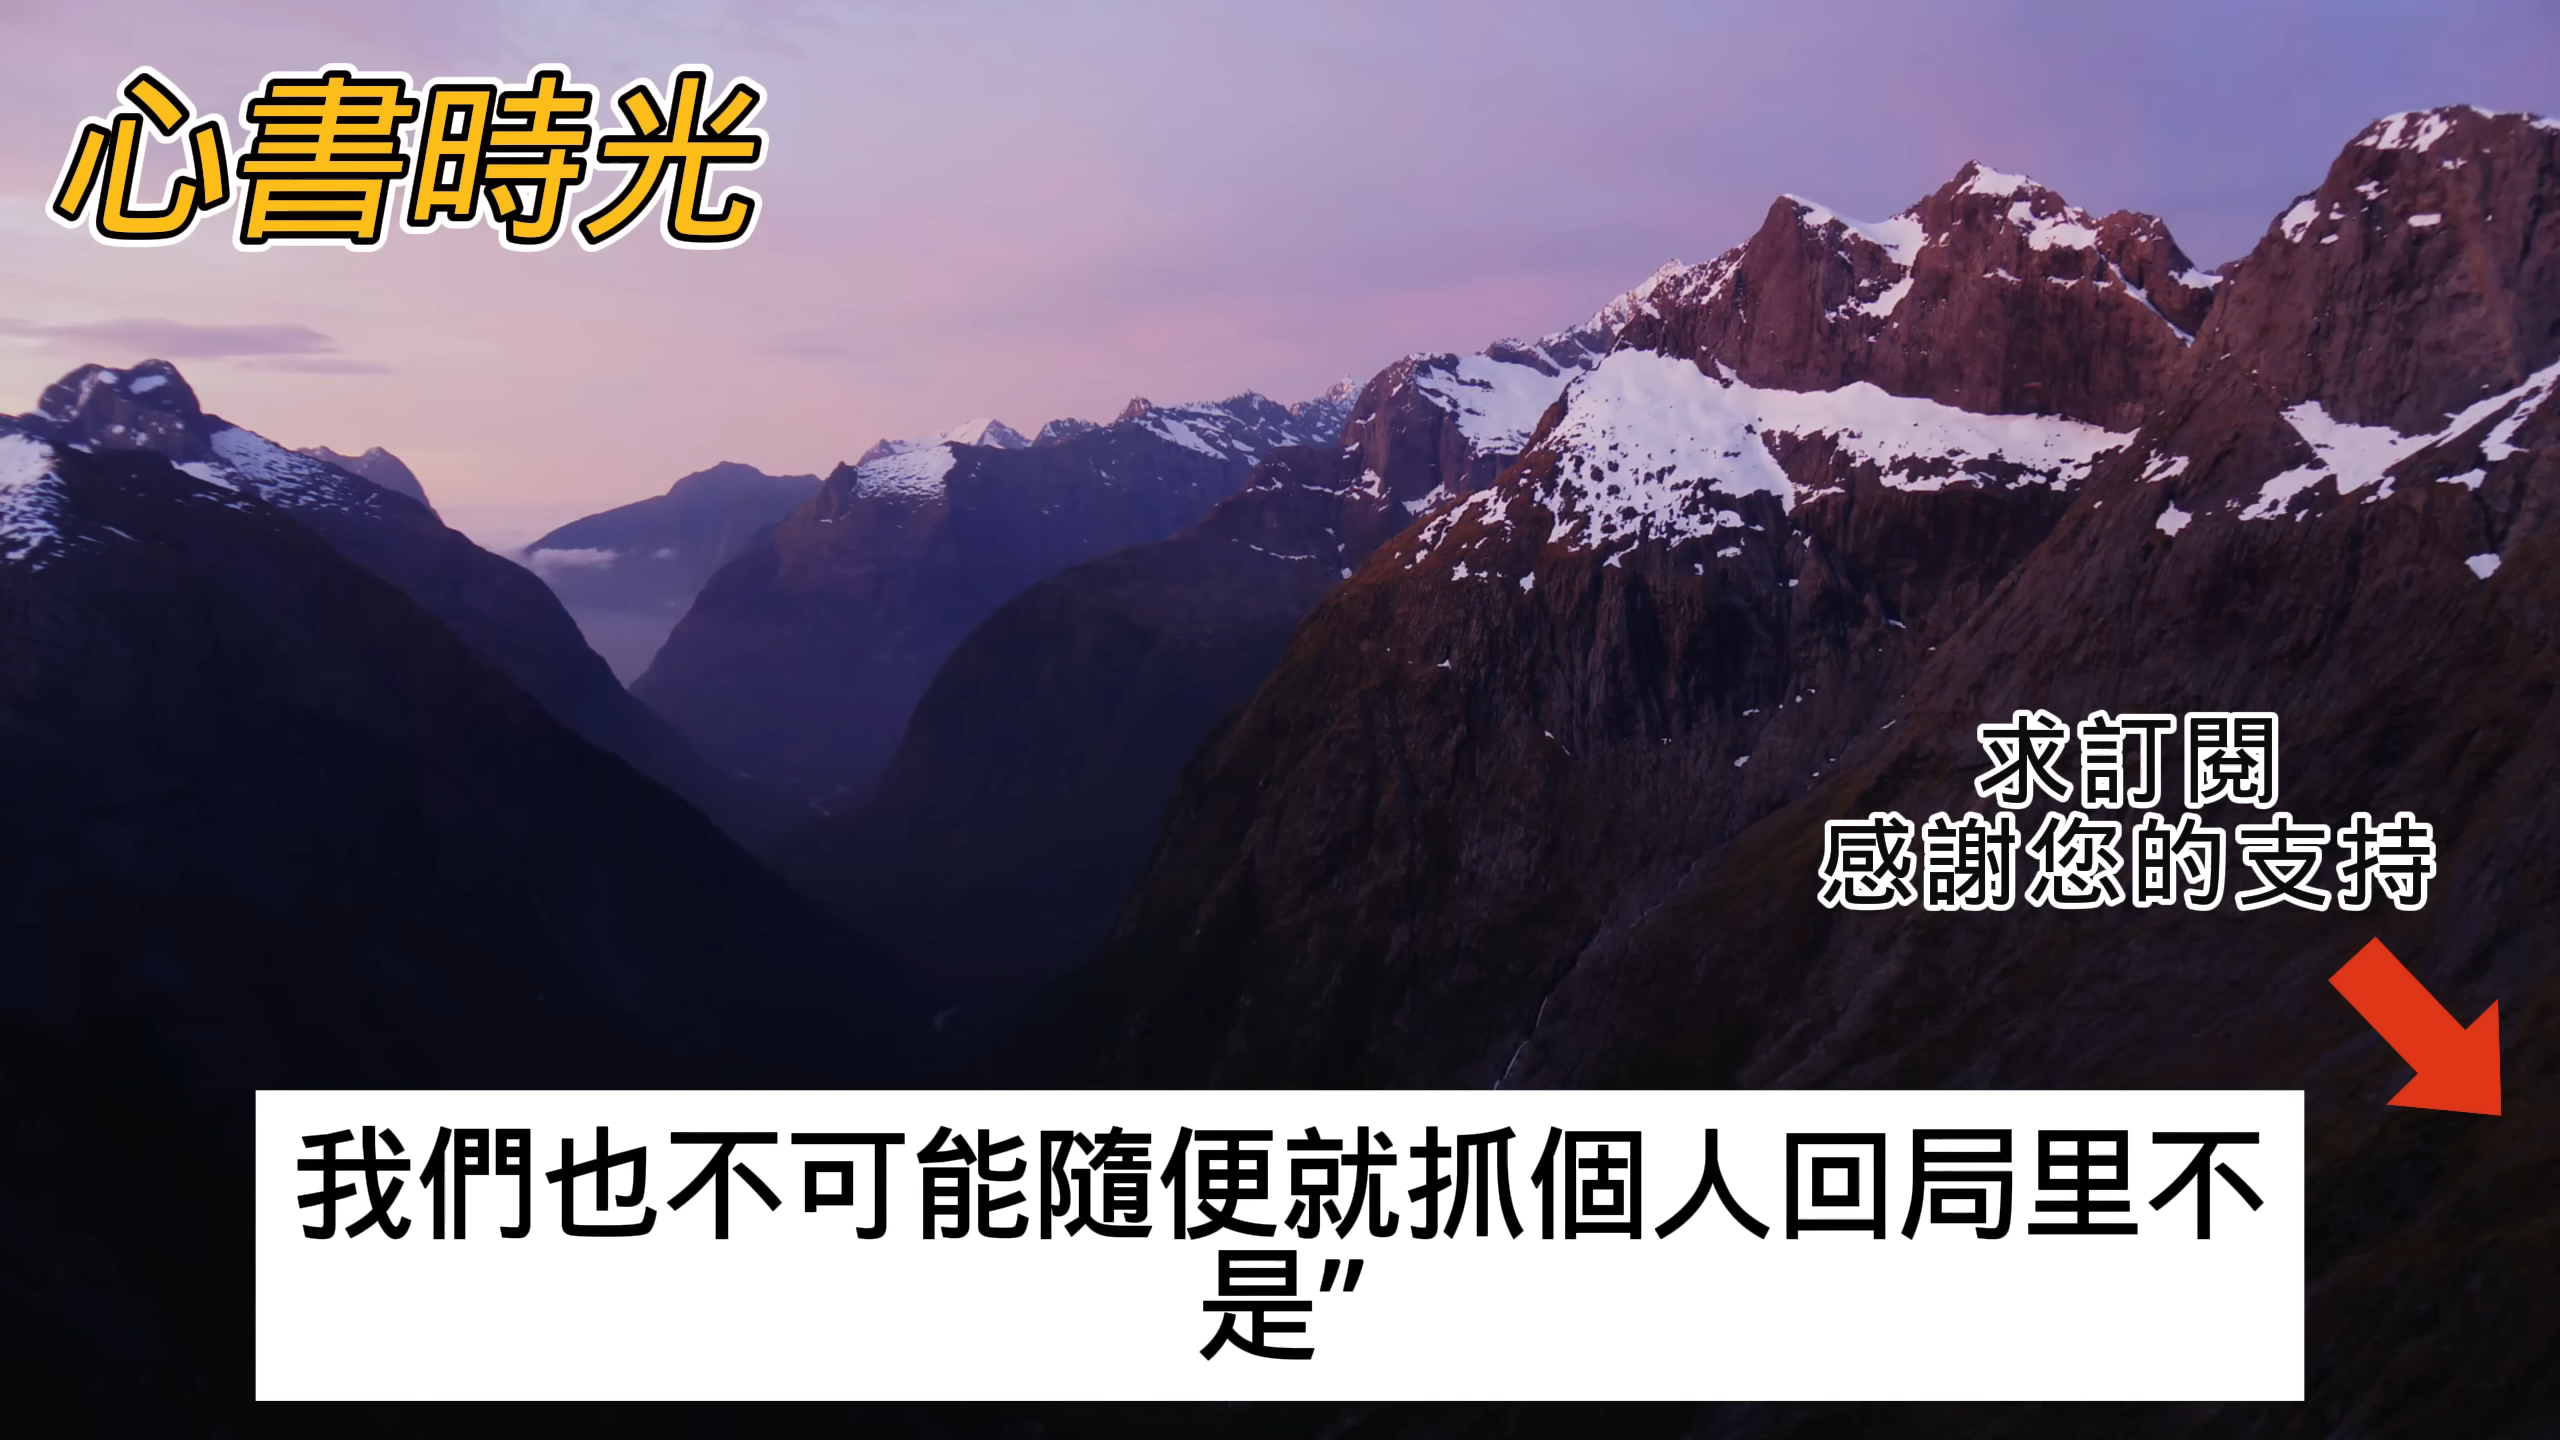 心書時光
求訂閱
感謝您的支持
我們也不可能隨便就抓個人回局里不
是”